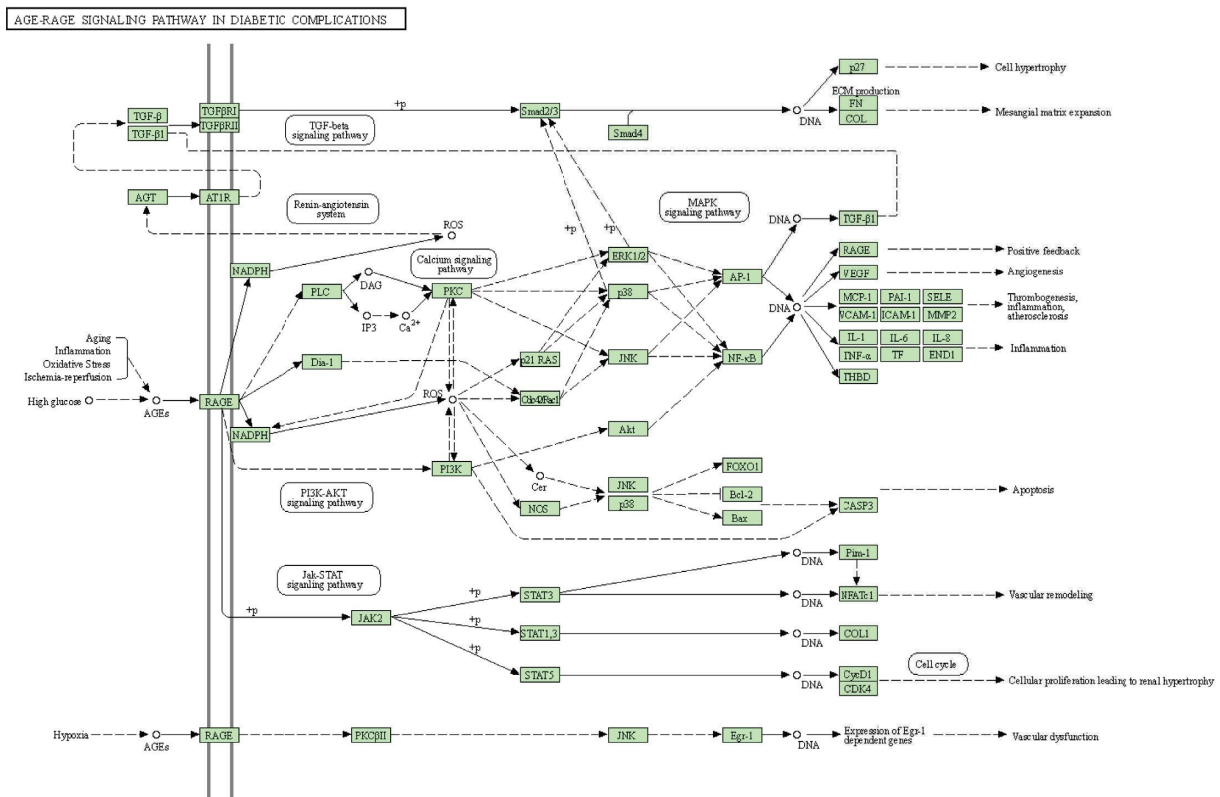 AGE-RAGE SIGNALING PATHWAY IN DIABETIC COMPLICATIONS
p27
Cell hypertrophy
ECM production
TGF-β
TGFβRI
+p
Smad2/3
DNA
FN
Mesangial matrix expansion
TGF-β1
TGFβRII
TGF-beta
signaling pathway
Smad4
COL
AGT
AT1R
Renin-angiotensin
system
MAPK
signaling pathway
ROS
+p
+p
DNA
TGF-β1
NADPH
Calcium signaling
pathway
ERK1/2
RAGE
Positive feedback
DAG
AP-1
VEGF
Angiogenesis
PLC
PKC
p38
DNA
MCP-1
PAI-1
SELE
Thrombogenesis,
inflammation,
atherosclerosis
IP3
Ca2+
VCAM-1
ICAM-1
MMP2
Aging
Inflammation
Oxidative Stress
Ischemia-reperfusion
Dia-1
p21 RAS
JNK
NF-κB
IL-1
IL-6
IL-8
Inflammation
TNF-α
TF
END1
THBD
High glucose
AGEs
RAGE
ROS
Cdc42/Rac1
NADPH
Akt
PI3K
Cer
FOXO1
PI3K-AKT
signaling pathway
JNK
Bcl-2
Apoptosis
NOS
p38
Bax
CASP3
DNA
Pim-1
Jak-STAT
siganling pathway
+p
STAT3
DNA
NFATc1
Vascular remodeling
+p
JAK2
+p
STAT1,3
DNA
COL1
+p
STAT5
DNA
CycD1
Cell cycle
CDK4
Cellular proliferation leading to renal hypertrophy
Hypoxia
AGEs
RAGE
PKCβII
JNK
Egr-1
DNA
Expression of Egr-1
dependent genes
Vascular dysfunction